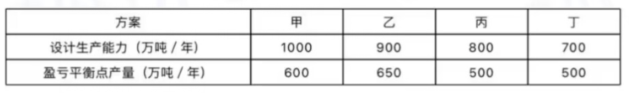 方案 甲 乙 丙 丁
设计生产能力（万吨／年） 1000 900 800 700
盈亏平衡点产量（万吨／年） 600 650 500 500